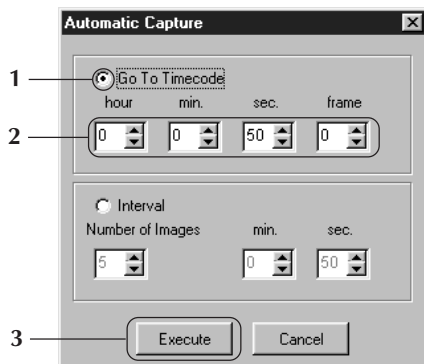 Automatic Capture
1 Go To Timecode
hour min. sec. frame
2 0 0 50 0
Interval
Number of Images min. sec.
5 0 50
3 Execute Cancel